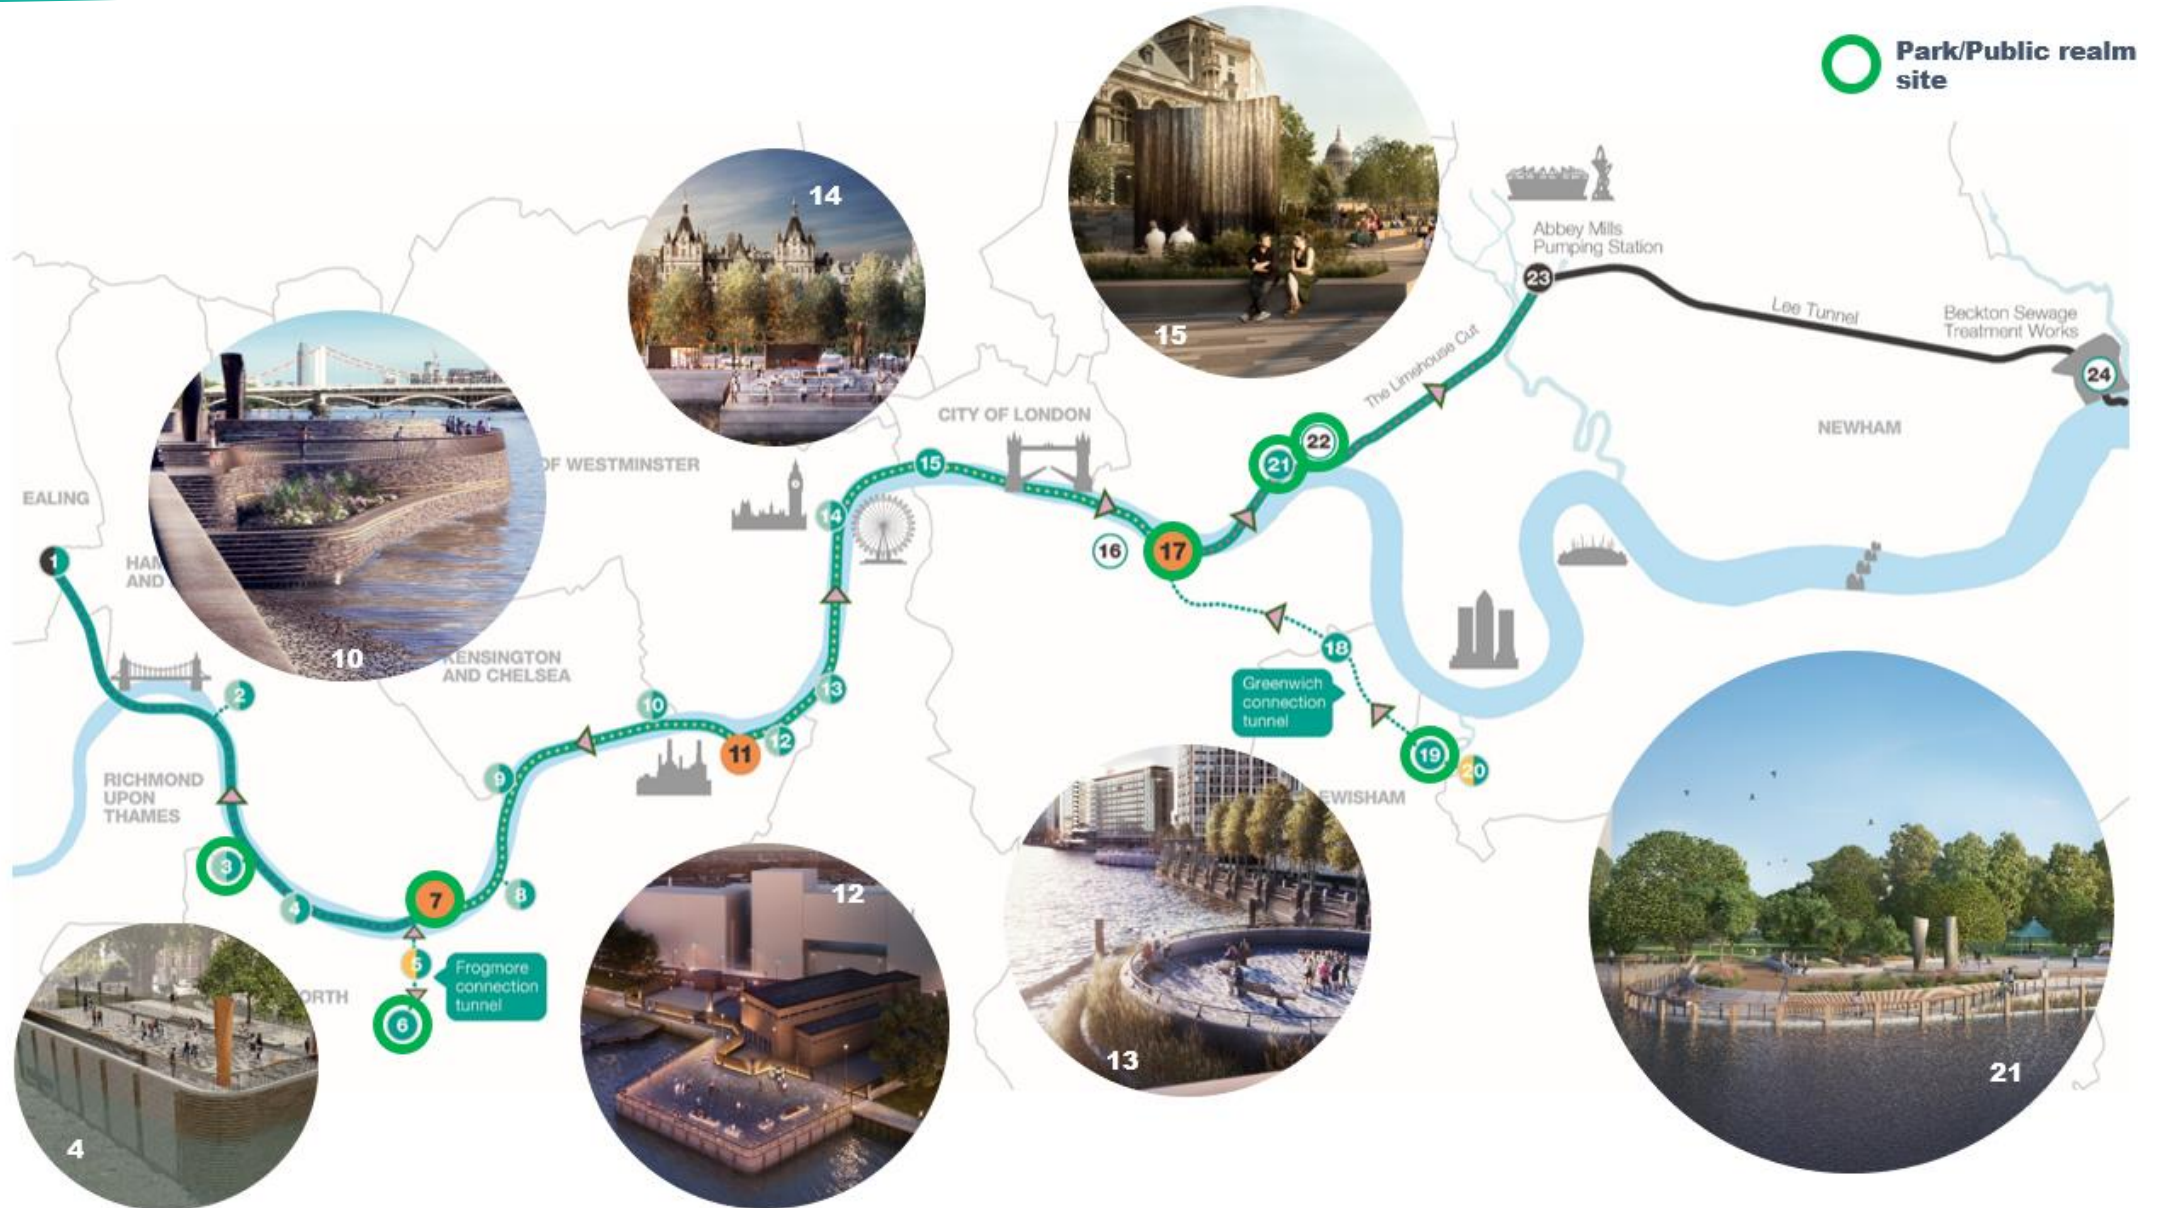 Park/Public realm
site
14
15
Abbey Mills
Pumping Station
23
Lee Tunnel
Beckton Sewage
Treatment Works
24
The Limehouse Cut
CITY OF LONDON
NEWHAM
OF WESTMINSTER
EALING
15
22
21
14
16
17
1
HAM
AND
10
KENSINGTON
AND CHELSEA
18
Greenwich
connection
tunnel
2
10
13
12
11
19
20
RICHMOND
UPON
THAMES
9
EWISHAM
3
7
8
4
12
5
Frogmore
connection
tunnel
ORTH
6
13
21
4